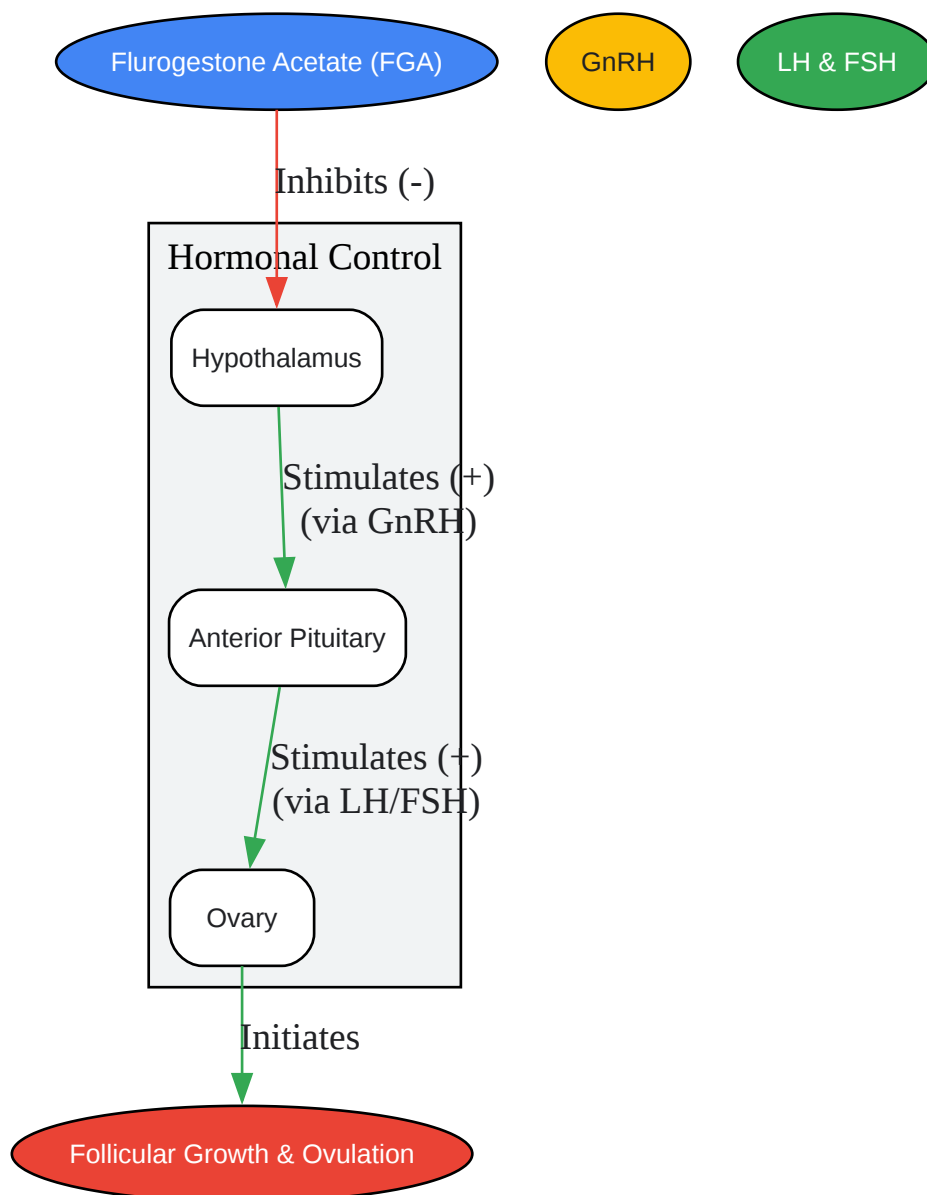 Flurogestone Acetate (FGA)
GnRH
LH & FSH
Inhibits (-)
Hormonal Control
Hypothalamus
Stimulates (+)
(via GnRH)
Anterior Pituitary
Stimulates (+)
(via LH/FSH)
Ovary
Initiates
Follicular Growth & Ovulation